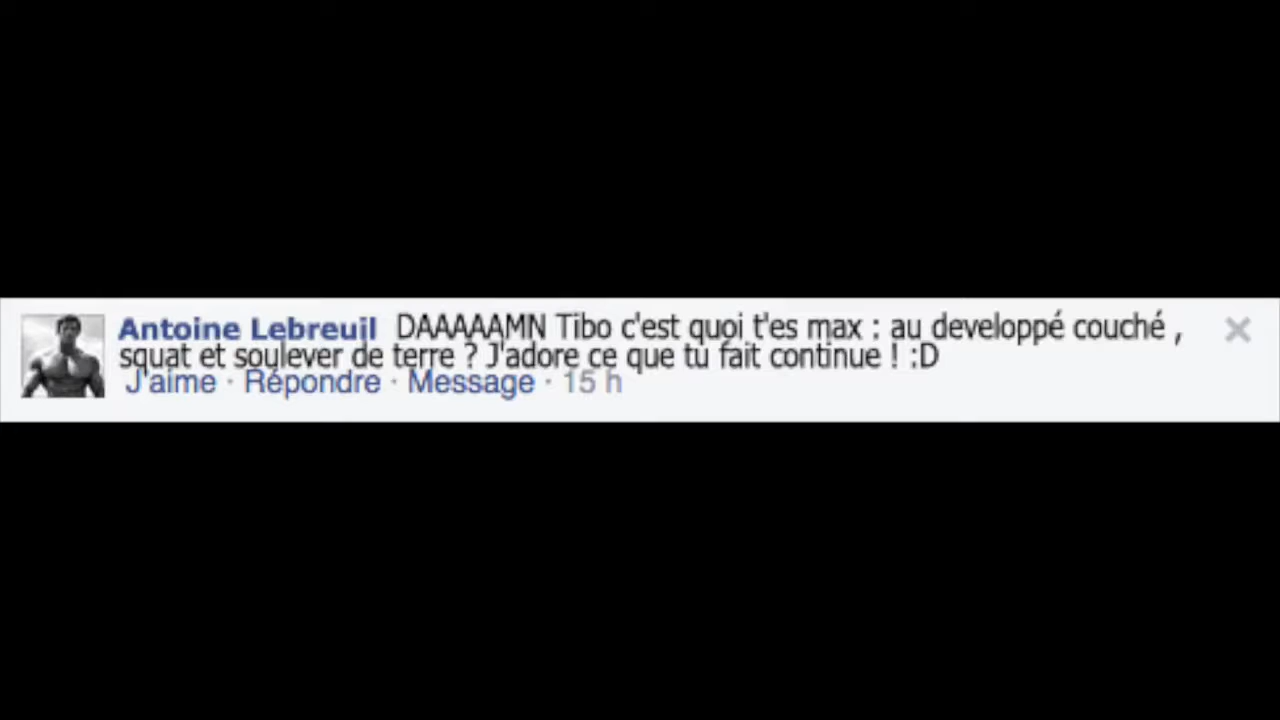 Antoine Lebreuil DAAAAAMN Tibo c'est quoi t'es max : au developpé couché ,
squat et soulever de terre ? J'adore ce que tu fait continue ! :D
J'aime · Répondre · Message · 15 h